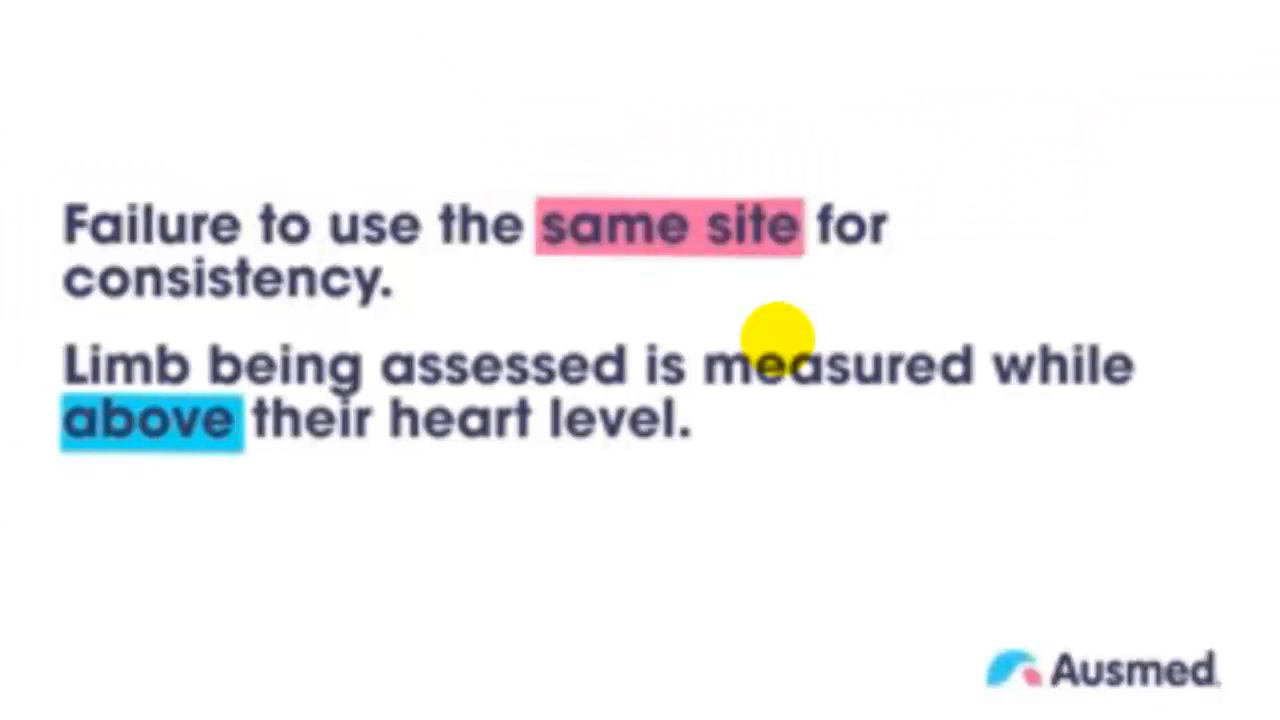 Failure to use the same site for
consistency.
Limb being assessed is measured while
above their heart level.
Ausmed